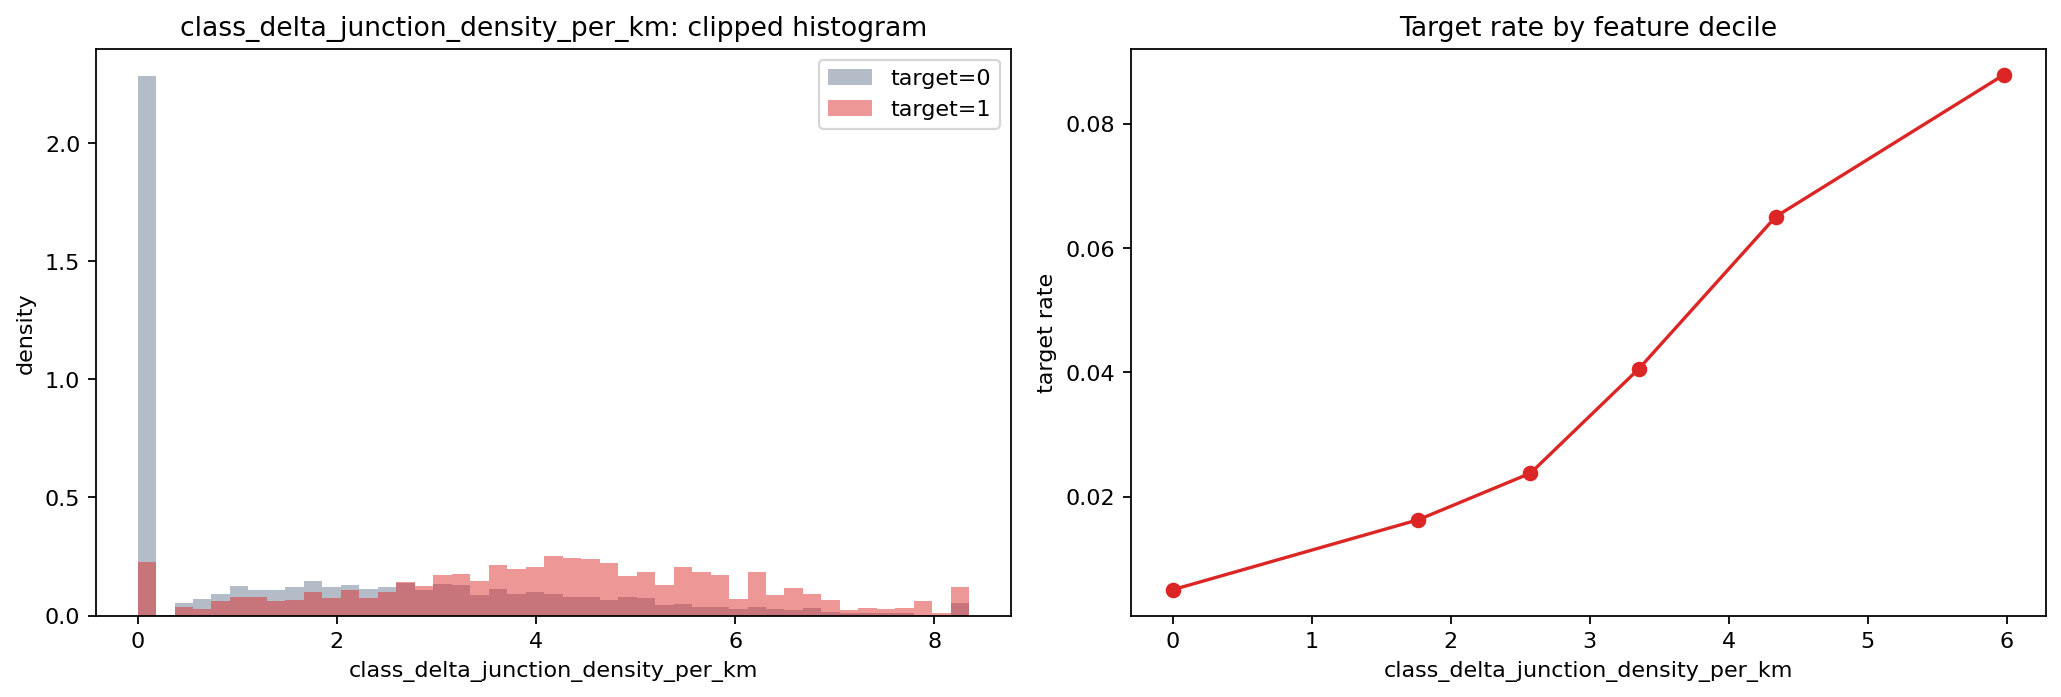 class_delta_junction_density_per_km: clipped histogram
density
2.0
1.5
1.0
0.5
0.0
target=0
target=1
0 2 4 6 8
class_delta_junction_density_per_km
Target rate by feature decile
target rate
0.08
0.06
0.04
0.02
0 1 2 3 4 5 6
class_delta_junction_density_per_km